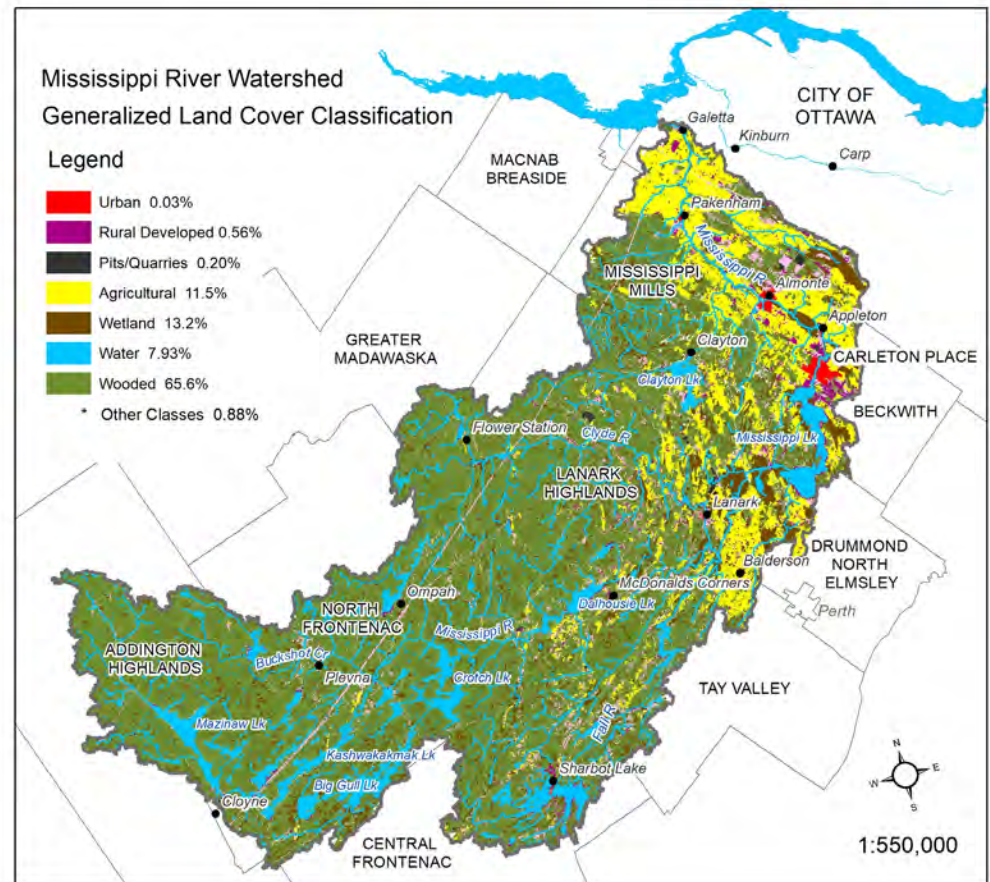 Mississippi River Watershed
Generalized Land Cover Classification
Legend
Urban 0.03%
Rural Developed 0.56%
Pits/Quarries 0.20%
Agricultural 11.5%
Wetland 13.2%
Water 7.93%
Wooded 65.6%
* Other Classes 0.88%
CITY OF
OTTAWA
Galetta
Kinburn
Carp
MACNAB
BREASIDE
Pakenham
Mississippi R
MISSISSIPPI
MILLS
Almonte
Appleton
GREATER
MADAWASKA
Clayton
Clayton Lk
CARLETON PLACE
BECKWITH
Flower Station
Clyde R
Mississippi Lk
LANARK
HIGHLANDS
Lanark
DRUMMOND
NORTH
ELMSLEY
Balderson
Perth
McDonalds Corners
Dalhousie Lk
Ompah
NORTH
FRONTENAC
Mississippi R
ADDINGTON
HIGHLANDS
Buckshot Cr
Plevna
Crotch Lk
TAY VALLEY
Mazinaw Lk
Fall R
Kashwakakmak Lk
Big Gull Lk
Sharbot Lake
Cloyne
CENTRAL
FRONTENAC
N
W E
S
1:550,000